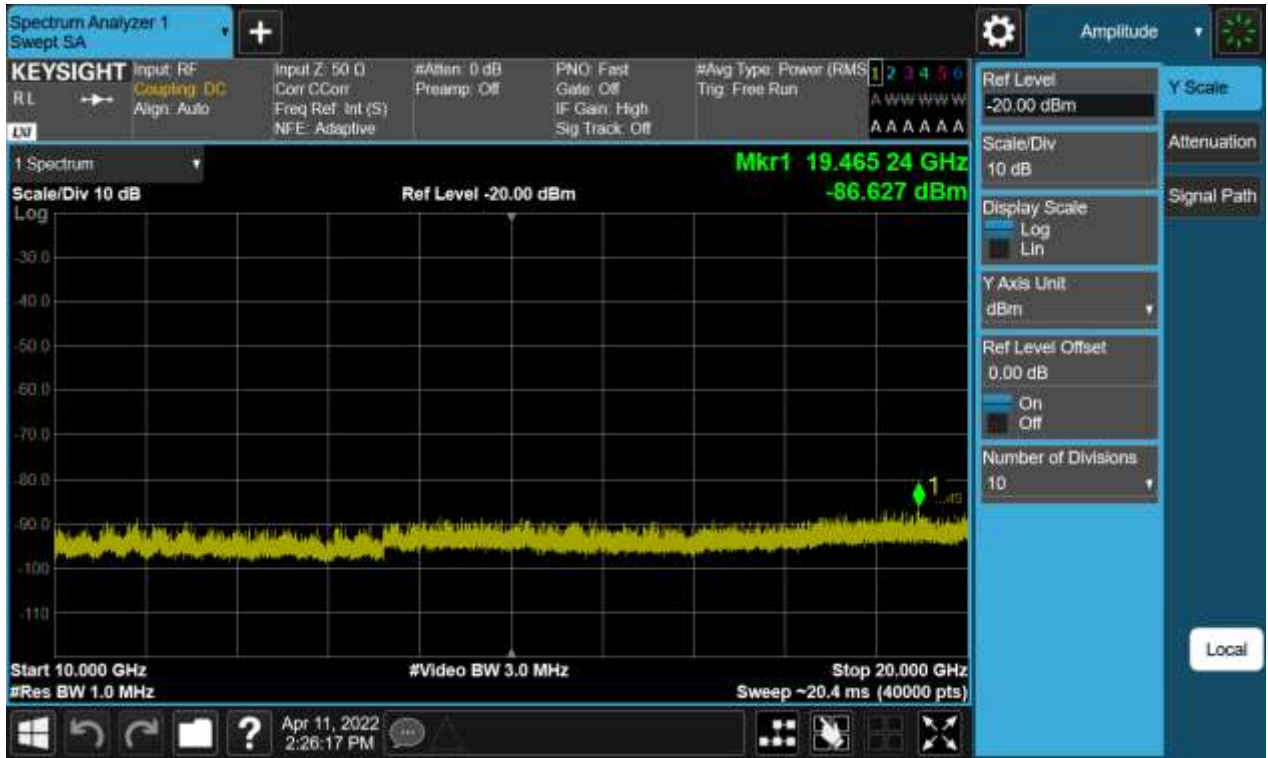 Spectrum Analyzer 1
Swept SA
+
Amplitude
KEYSIGHT
RL
LXI
Input: RF
Coupling: DC
Align: Auto
Input Z: 50 Ω
Corr CCorr
Freq Ref: Int (S)
NFE: Adaptive
#Atten: 0 dB
Preamp: Off
PNO: Fast
Gate: Off
IF Gain: High
Sig Track: Off
#Avg Type: Power (RMS
Trig: Free Run
1 2 3 4 5 6
A W W W W W
A A A A A A
1 Spectrum
Mkr1 19.465 24 GHz
Scale/Div 10 dB
Ref Level -20.00 dBm
-86.627 dBm
Log
-30.0
-40.0
-50.0
-60.0
-70.0
-80.0
-90.0
-100
-110
1
Start 10.000 GHz
#Video BW 3.0 MHz
Stop 20.000 GHz
#Res BW 1.0 MHz
Sweep ~20.4 ms (40000 pts)
?
Apr 11, 2022
2:26:17 PM
Ref Level
-20.00 dBm
Scale/Div
10 dB
Display Scale
Log
Lin
Y Axis Unit
dBm
Ref Level Offset
0.00 dB
On
Off
Number of Divisions
10
Y Scale
Attenuation
Signal Path
Local